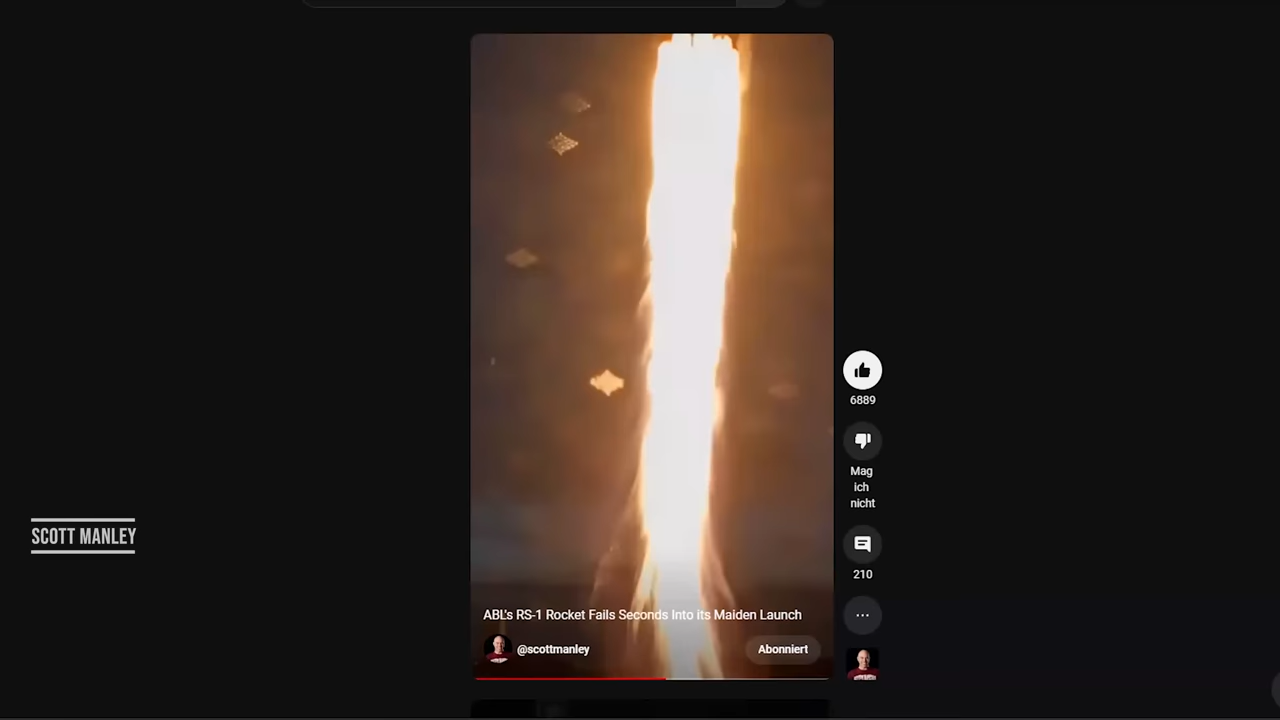 SCOTT MANLEY
ABL's RS-1 Rocket Fails Seconds Into its Maiden Launch
@scottmanley
Abonniert
6889
Mag
ich
nicht
210